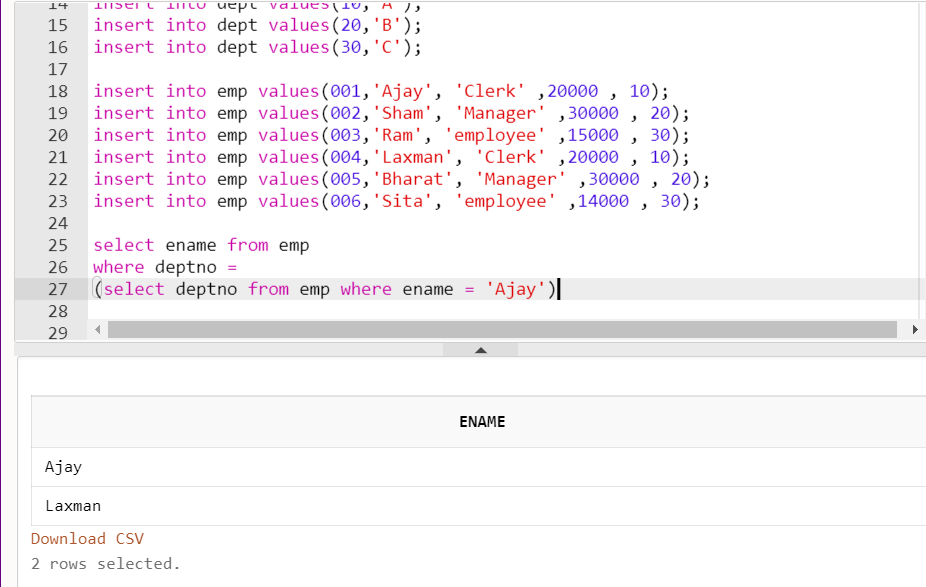 14 insert into dept values(10,'A');
15 insert into dept values(20,'B');
16 insert into dept values(30,'C');
17
18 insert into emp values(001,'Ajay', 'Clerk' ,20000 , 10);
19 insert into emp values(002,'Sham', 'Manager' ,30000 , 20);
20 insert into emp values(003,'Ram', 'employee' ,15000 , 30);
21 insert into emp values(004,'Laxman', 'Clerk' ,20000 , 10);
22 insert into emp values(005,'Bharat', 'Manager' ,30000 , 20);
23 insert into emp values(006,'Sita', 'employee' ,14000 , 30);
24
25 select ename from emp
26 where deptno =
27 (select deptno from emp where ename = 'Ajay')
28
29
ENAME
Ajay
Laxman
Download CSV
2 rows selected.